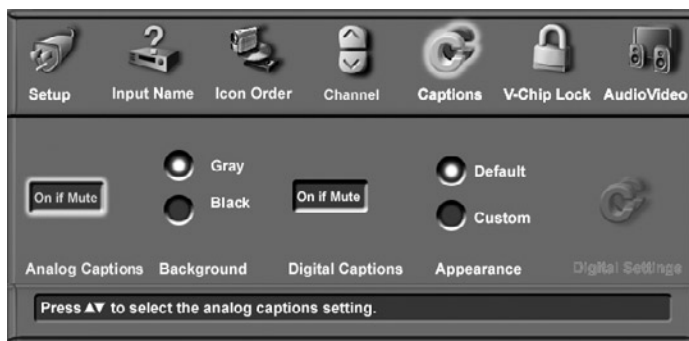 Setup Input Name Icon Order Channel Captions V-Chip Lock AudioVideo
On if Mute Gray Black On if Mute Default Custom
Analog Captions Background Digital Captions Appearance Digital Settings
Press ▲▼ to select the analog captions setting.